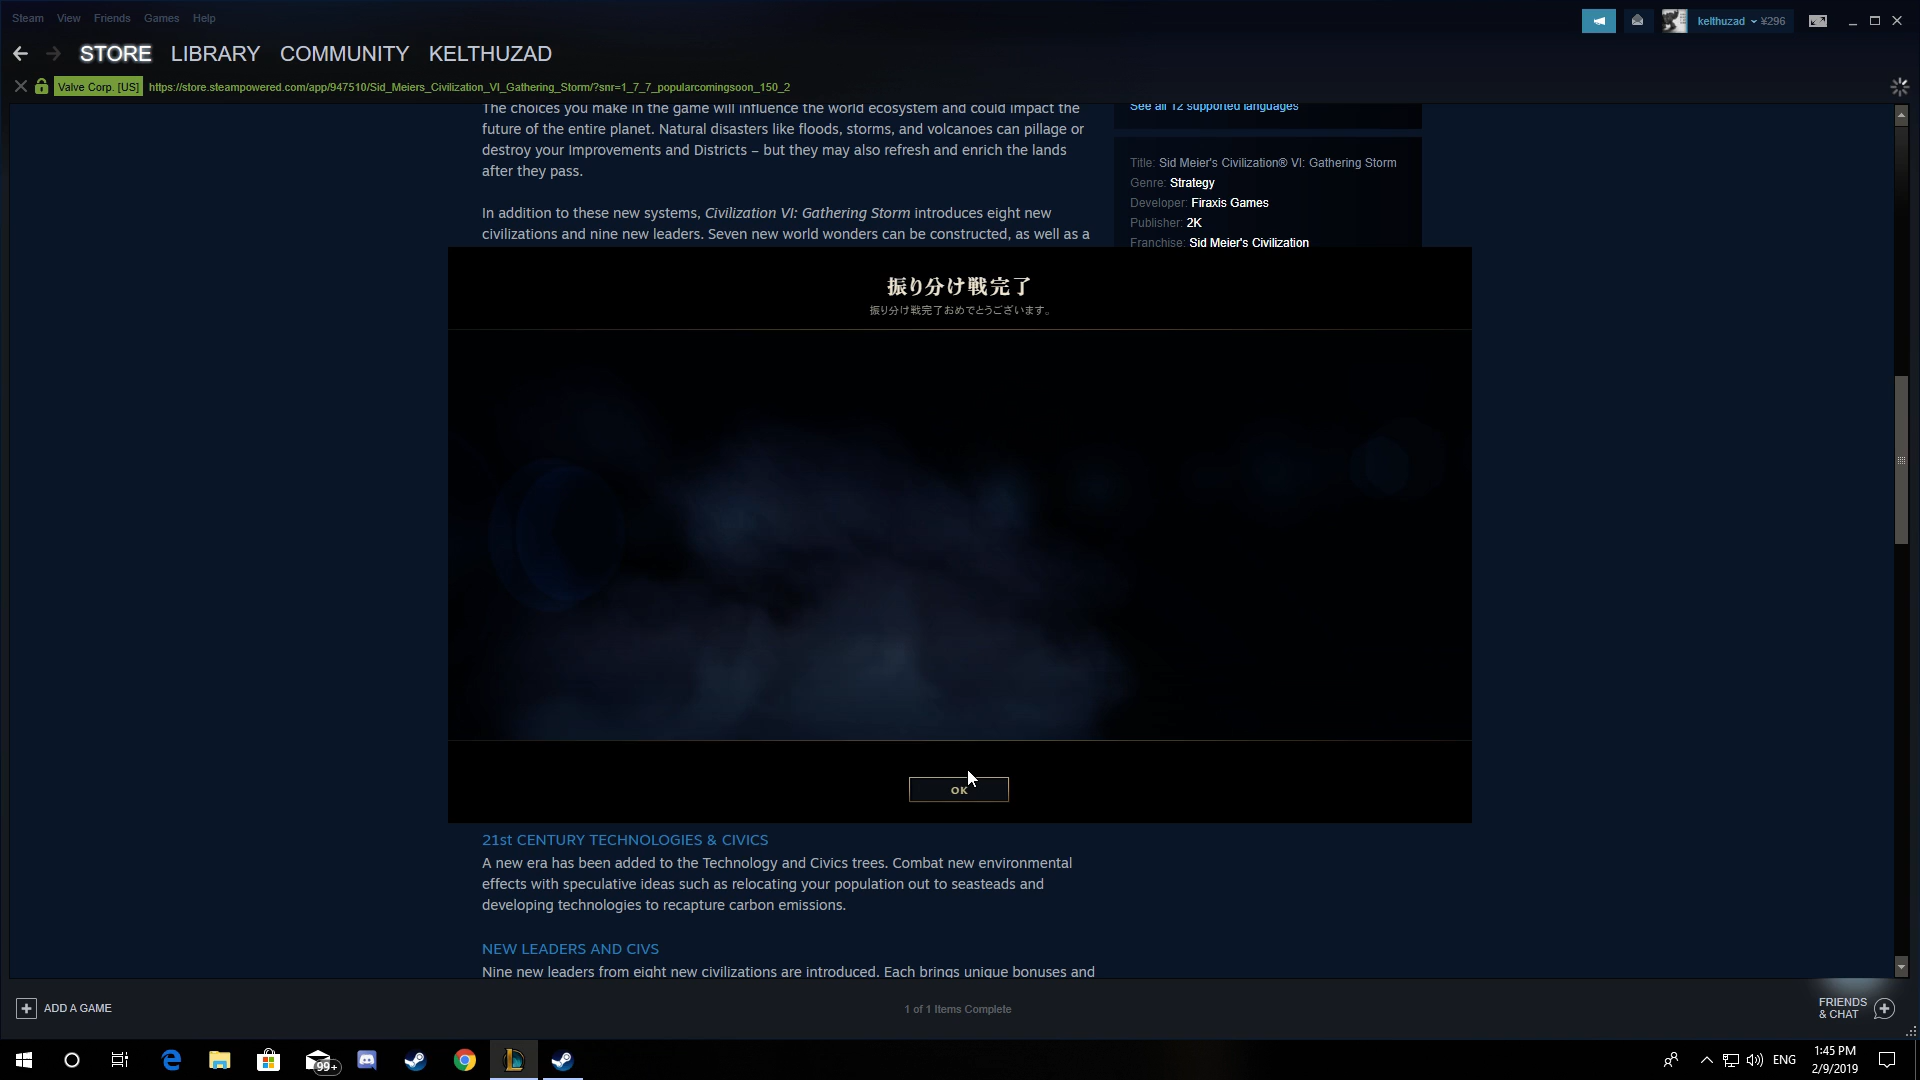 Steam View Friends Games Help
kelthuzad ¥296
STORE LIBRARY COMMUNITY KELTHUZAD
Valve Corp. [US] https://store.steampowered.com/app/947510/Sid_Meiers_Civilization_VI_Gathering_Storm/?snr=1_7_7_popularcomingsoon_150_2
The choices you make in the game will influence the world ecosystem and could impact the
future of the entire planet. Natural disasters like floods, storms, and volcanoes can pillage or
destroy your Improvements and Districts – but they may also refresh and enrich the lands
after they pass.
In addition to these new systems, Civilization VI: Gathering Storm introduces eight new
civilizations and nine new leaders. Seven new world wonders can be constructed, as well as a
See all 12 supported languages
Title: Sid Meier's Civilization® VI: Gathering Storm
Genre: Strategy
Developer: Firaxis Games
Publisher: 2K
Franchise: Sid Meier's Civilization
振り分け戦完了
振り分け戦完了おめでとうございます。
OK
21st CENTURY TECHNOLOGIES & CIVICS
A new era has been added to the Technology and Civics trees. Combat new environmental
effects with speculative ideas such as relocating your population out to seasteads and
developing technologies to recapture carbon emissions.
NEW LEADERS AND CIVS
Nine new leaders from eight new civilizations are introduced. Each brings unique bonuses and
ADD A GAME
1 of 1 Items Complete
FRIENDS
& CHAT
99+
ENG
1:45 PM
2/9/2019